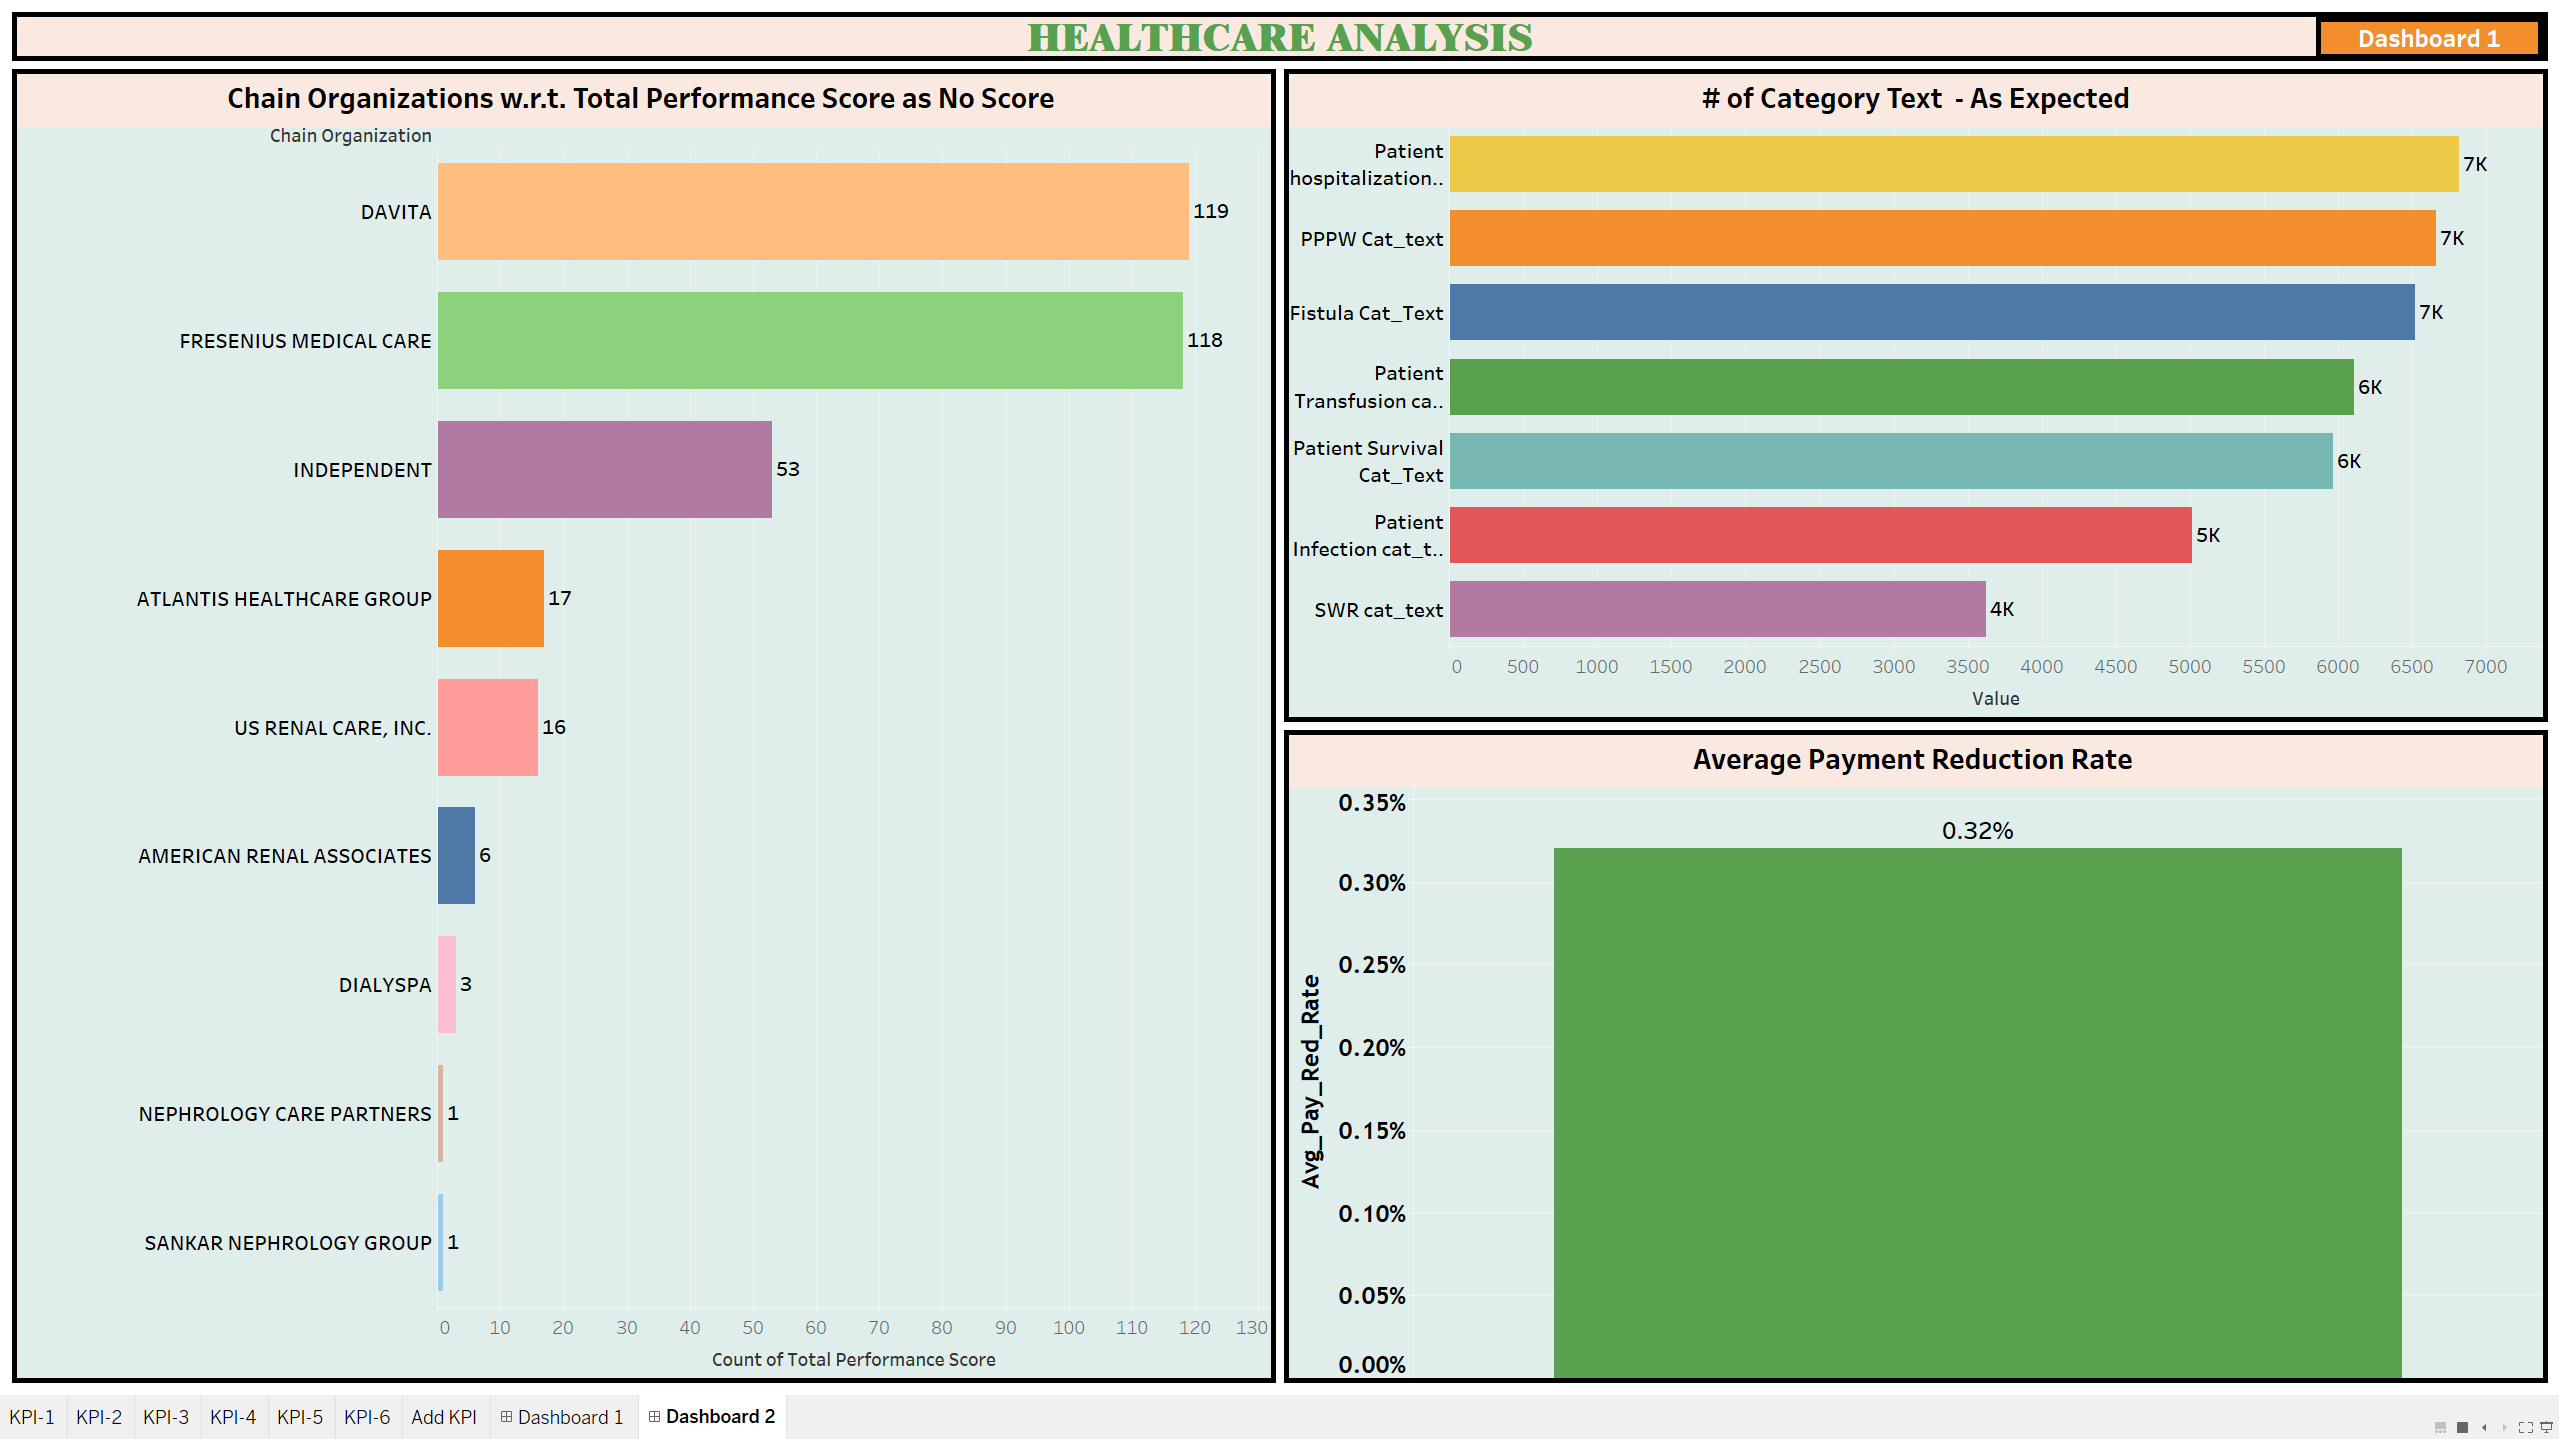 HEALTHCARE ANALYSIS
Dashboard 1
Chain Organizations w.r.t. Total Performance Score as No Score
Chain Organization
DAVITA
119
FRESENIUS MEDICAL CARE
118
INDEPENDENT
53
ATLANTIS HEALTHCARE GROUP
17
US RENAL CARE, INC.
16
AMERICAN RENAL ASSOCIATES
6
DIALYSPA
3
NEPHROLOGY CARE PARTNERS
1
SANKAR NEPHROLOGY GROUP
1
0 10 20 30 40 50 60 70 80 90 100 110 120 130
Count of Total Performance Score
# of Category Text - As Expected
Patient
hospitalization..
7K
PPPW Cat_text
7K
Fistula Cat_Text
7K
Patient
Transfusion ca..
6K
Patient Survival
Cat_Text
6K
Patient
Infection cat_t..
5K
SWR cat_text
4K
0 500 1000 1500 2000 2500 3000 3500 4000 4500 5000 5500 6000 6500 7000
Value
Average Payment Reduction Rate
Avg_Pay_Red_Rate
0.35%
0.32%
0.30%
0.25%
0.20%
0.15%
0.10%
0.05%
0.00%
KPI-1 KPI-2 KPI-3 KPI-4 KPI-5 KPI-6 Add KPI Dashboard 1 Dashboard 2